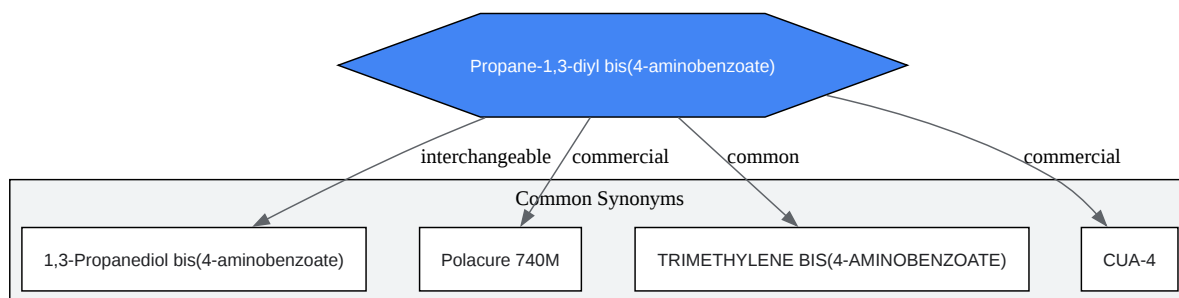 Propane-1,3-diyl bis(4-aminobenzoate)
interchangeable
commercial
common
commercial
Common Synonyms
1,3-Propanediol bis(4-aminobenzoate)
Polacure 740M
TRIMETHYLENE BIS(4-AMINOBENZOATE)
CUA-4